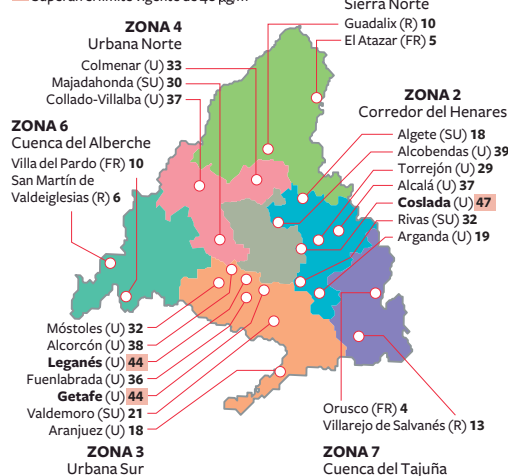 Superan el límite vigente de 40 µg/m³
Sierra Norte
Guadalix (R) 10
El Atazar (FR) 5
ZONA 4
Urbana Norte
Colmenar (U) 33
Majadahonda (SU) 30
Collado-Villalba (U) 37
ZONA 2
Corredor del Henares
Algete (SU) 18
Alcobendas (U) 39
Torrejón (U) 29
Alcalá (U) 37
Coslada (U) 47
Rivas (SU) 32
Arganda (U) 19
ZONA 6
Cuenca del Alberche
Villa del Pardo (FR) 10
San Martín de
Valdeiglesias (R) 6
Móstoles (U) 32
Alcorcón (U) 38
Leganés (U) 44
Fuenlabrada (U) 36
Getafe (U) 44
Valdemoro (SU) 21
Aranjuez (U) 18
ZONA 3
Urbana Sur
Orusco (FR) 4
Villarejo de Salvanés (R) 13
ZONA 7
Cuenca del Tajuña